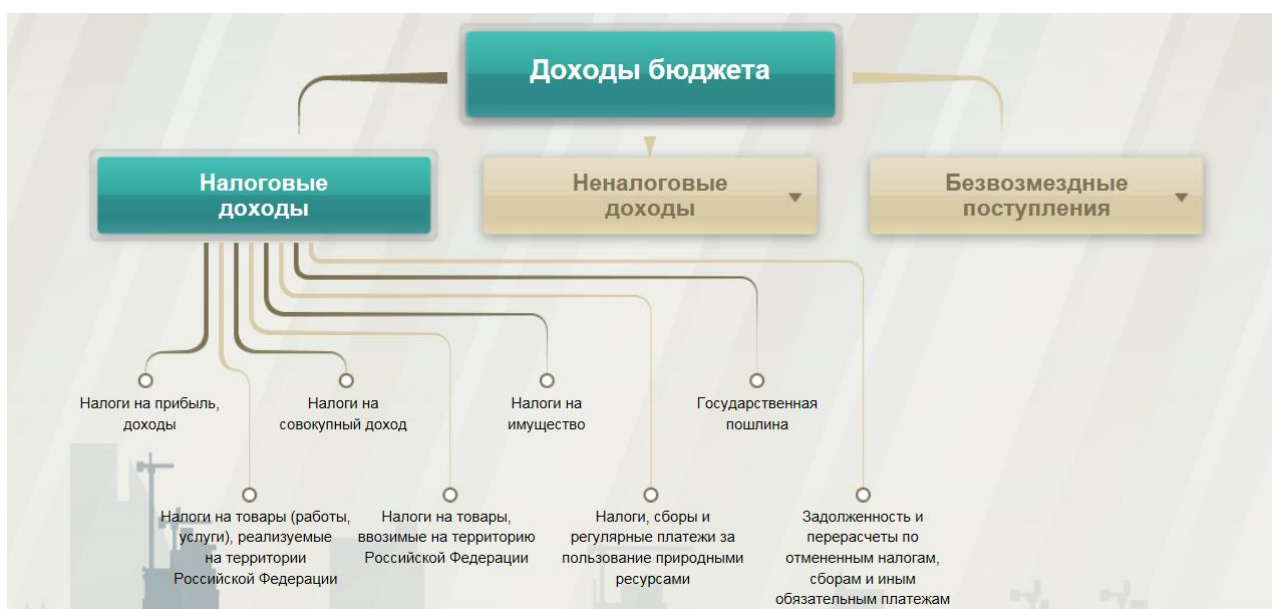 Доходы бюджета
Налоговые
доходы
Неналоговые
доходы
Безвозмездные
поступления
Налоги на прибыль,
доходы
Налоги на
совокупный доход
Налоги на
имущество
Государственная
пошлина
Налоги на товары (работы,
услуги), реализуемые
на территории
Российской Федерации
Налоги на товары,
ввозимые на территорию
Российской Федерации
Налоги, сборы и
регулярные платежи за
пользование природными
ресурсами
Задолженность и
перерасчеты по
отмененным налогам,
сборам и иным
обязательным платежам